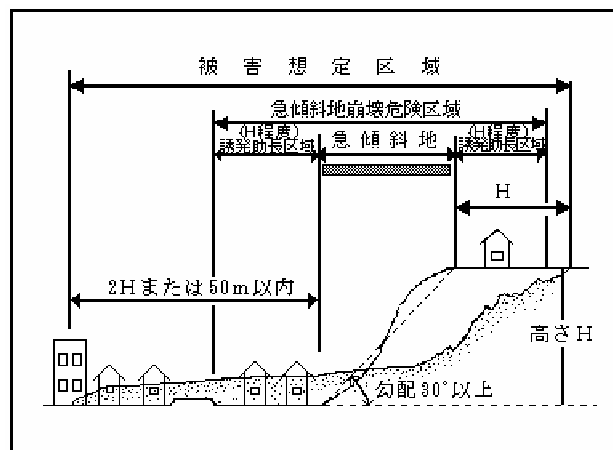 被害想定区域
急傾斜地崩壊危険区域
(H程度)
誘発助長区域
急傾斜地
(H程度)
誘発助長区域
H
2Hまたは50m以内
高さH
勾配30°以上